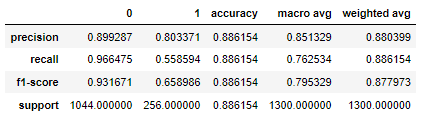 0 1 accuracy macro avg weighted avg
precision 0.899287 0.803371 0.886154 0.851329 0.880399
recall 0.966475 0.558594 0.886154 0.762534 0.886154
f1-score 0.931671 0.658986 0.886154 0.795329 0.877973
support 1044.000000 256.000000 0.886154 1300.000000 1300.000000